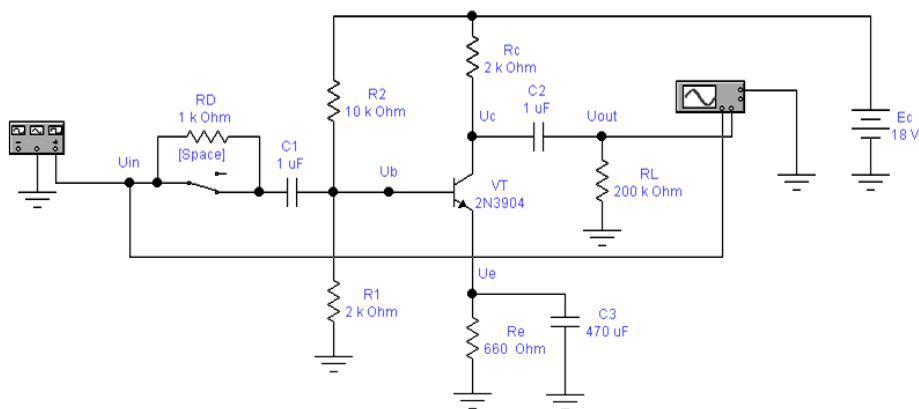 Rc
2 k Ohm
R2
10 k Ohm
RD
1 k Ohm
[Space]
C1
1 uF
Uin
Ub
Uc
C2
1 uF
Uout
Ec
18 V
VT
2N3904
RL
200 k Ohm
Ue
R1
2 k Ohm
Re
660 Ohm
C3
470 uF